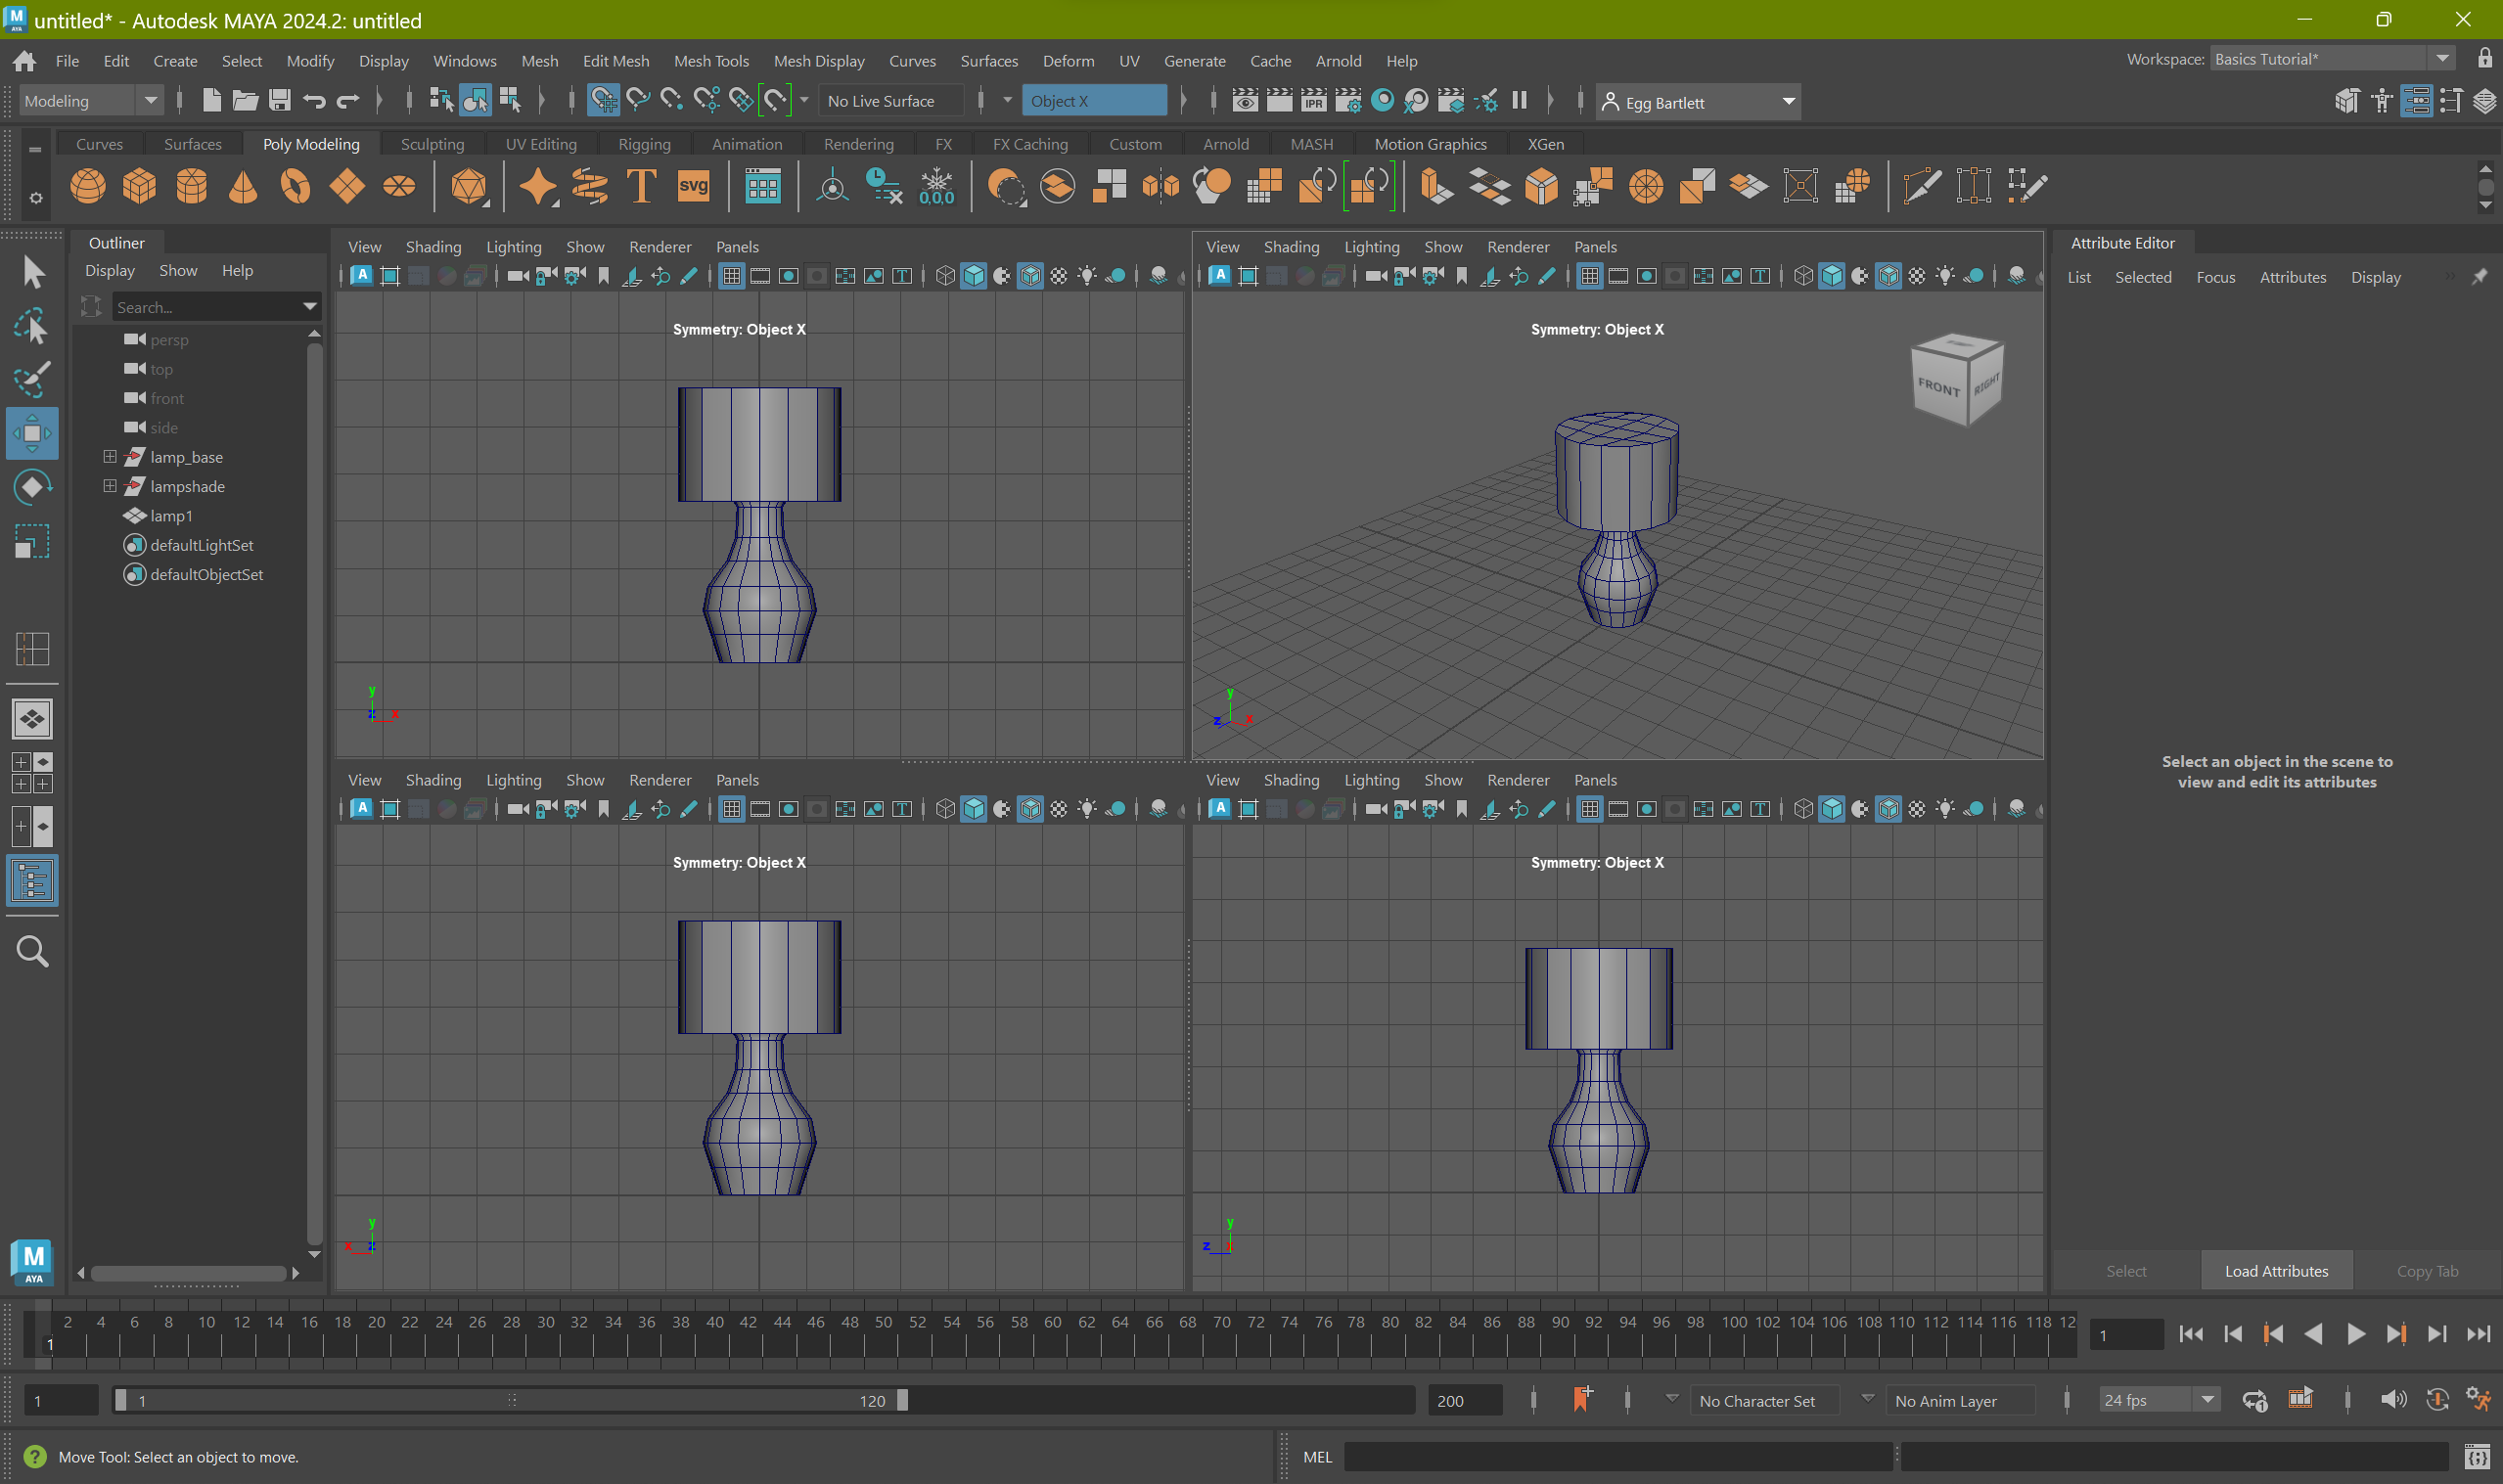 untitled* - Autodesk MAYA 2024.2: untitled
File Edit Create Select Modify Display Windows Mesh Edit Mesh Mesh Tools Mesh Display Curves Surfaces Deform UV Generate Cache Arnold Help Workspace: Basics Tutorial*
Modeling No Live Surface Object X IPR Egg Bartlett
Curves Surfaces Poly Modeling Sculpting UV Editing Rigging Animation Rendering FX FX Caching Custom Arnold MASH Motion Graphics XGen
T svg 0,0,0
Outliner
Display Show Help
Search...
persp
top
front
side
lamp_base
lampshade
lamp1
defaultLightSet
defaultObjectSet
View Shading Lighting Show Renderer Panels
Symmetry: Object X
y
z x
View Shading Lighting Show Renderer Panels
Symmetry: Object X
FRONT RIGHT
y
z x
View Shading Lighting Show Renderer Panels
Symmetry: Object X
y
x z
View Shading Lighting Show Renderer Panels
Symmetry: Object X
y
z
Attribute Editor
List Selected Focus Attributes Display
Select an object in the scene to
view and edit its attributes
Select Load Attributes Copy Tab
M
AYA
2 4 6 8 10 12 14 16 18 20 22 24 26 28 30 32 34 36 38 40 42 44 46 48 50 52 54 56 58 60 62 64 66 68 70 72 74 76 78 80 82 84 86 88 90 92 94 96 98 100 102 104 106 108 110 112 114 116 118 12
1 1
1 1 120 200 No Character Set No Anim Layer 24 fps
Move Tool: Select an object to move. MEL